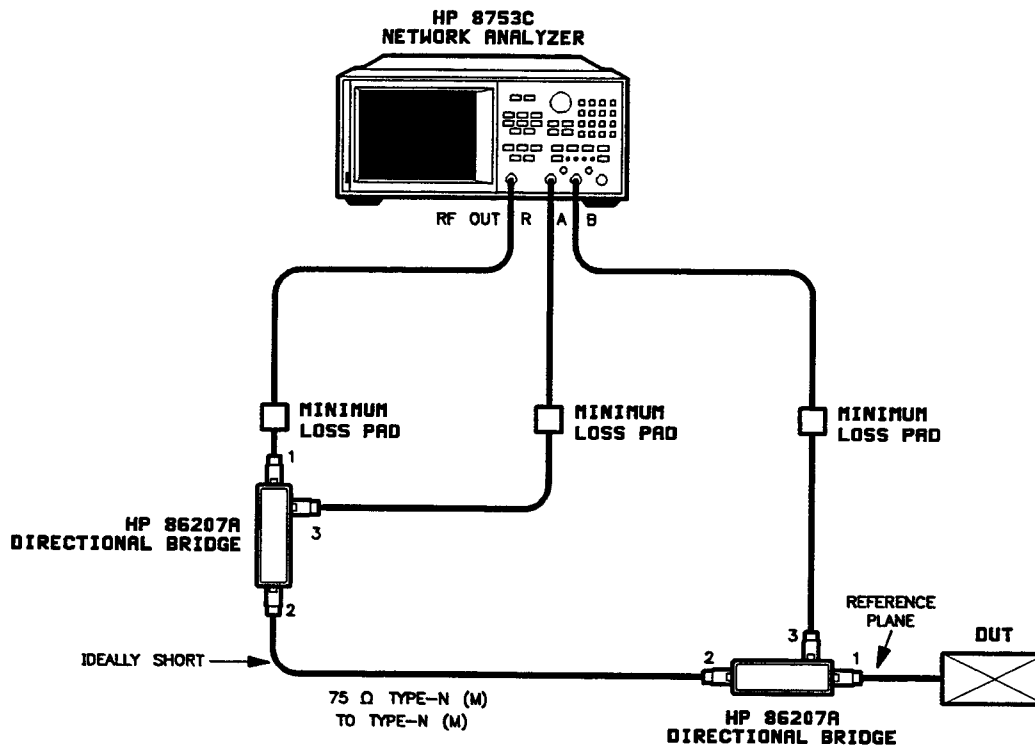 HP 8753C
NETWORK ANALYZER
RF OUT R A B
MINIMUM
LOSS PAD
MINIMUM
LOSS PAD
MINIMUM
LOSS PAD
1
3
HP 86207A
DIRECTIONAL BRIDGE
2
REFERENCE
PLANE
DUT
IDEALLY SHORT
3
2
1
75 Ω TYPE-N (M)
TO TYPE-N (M)
HP 86207A
DIRECTIONAL BRIDGE